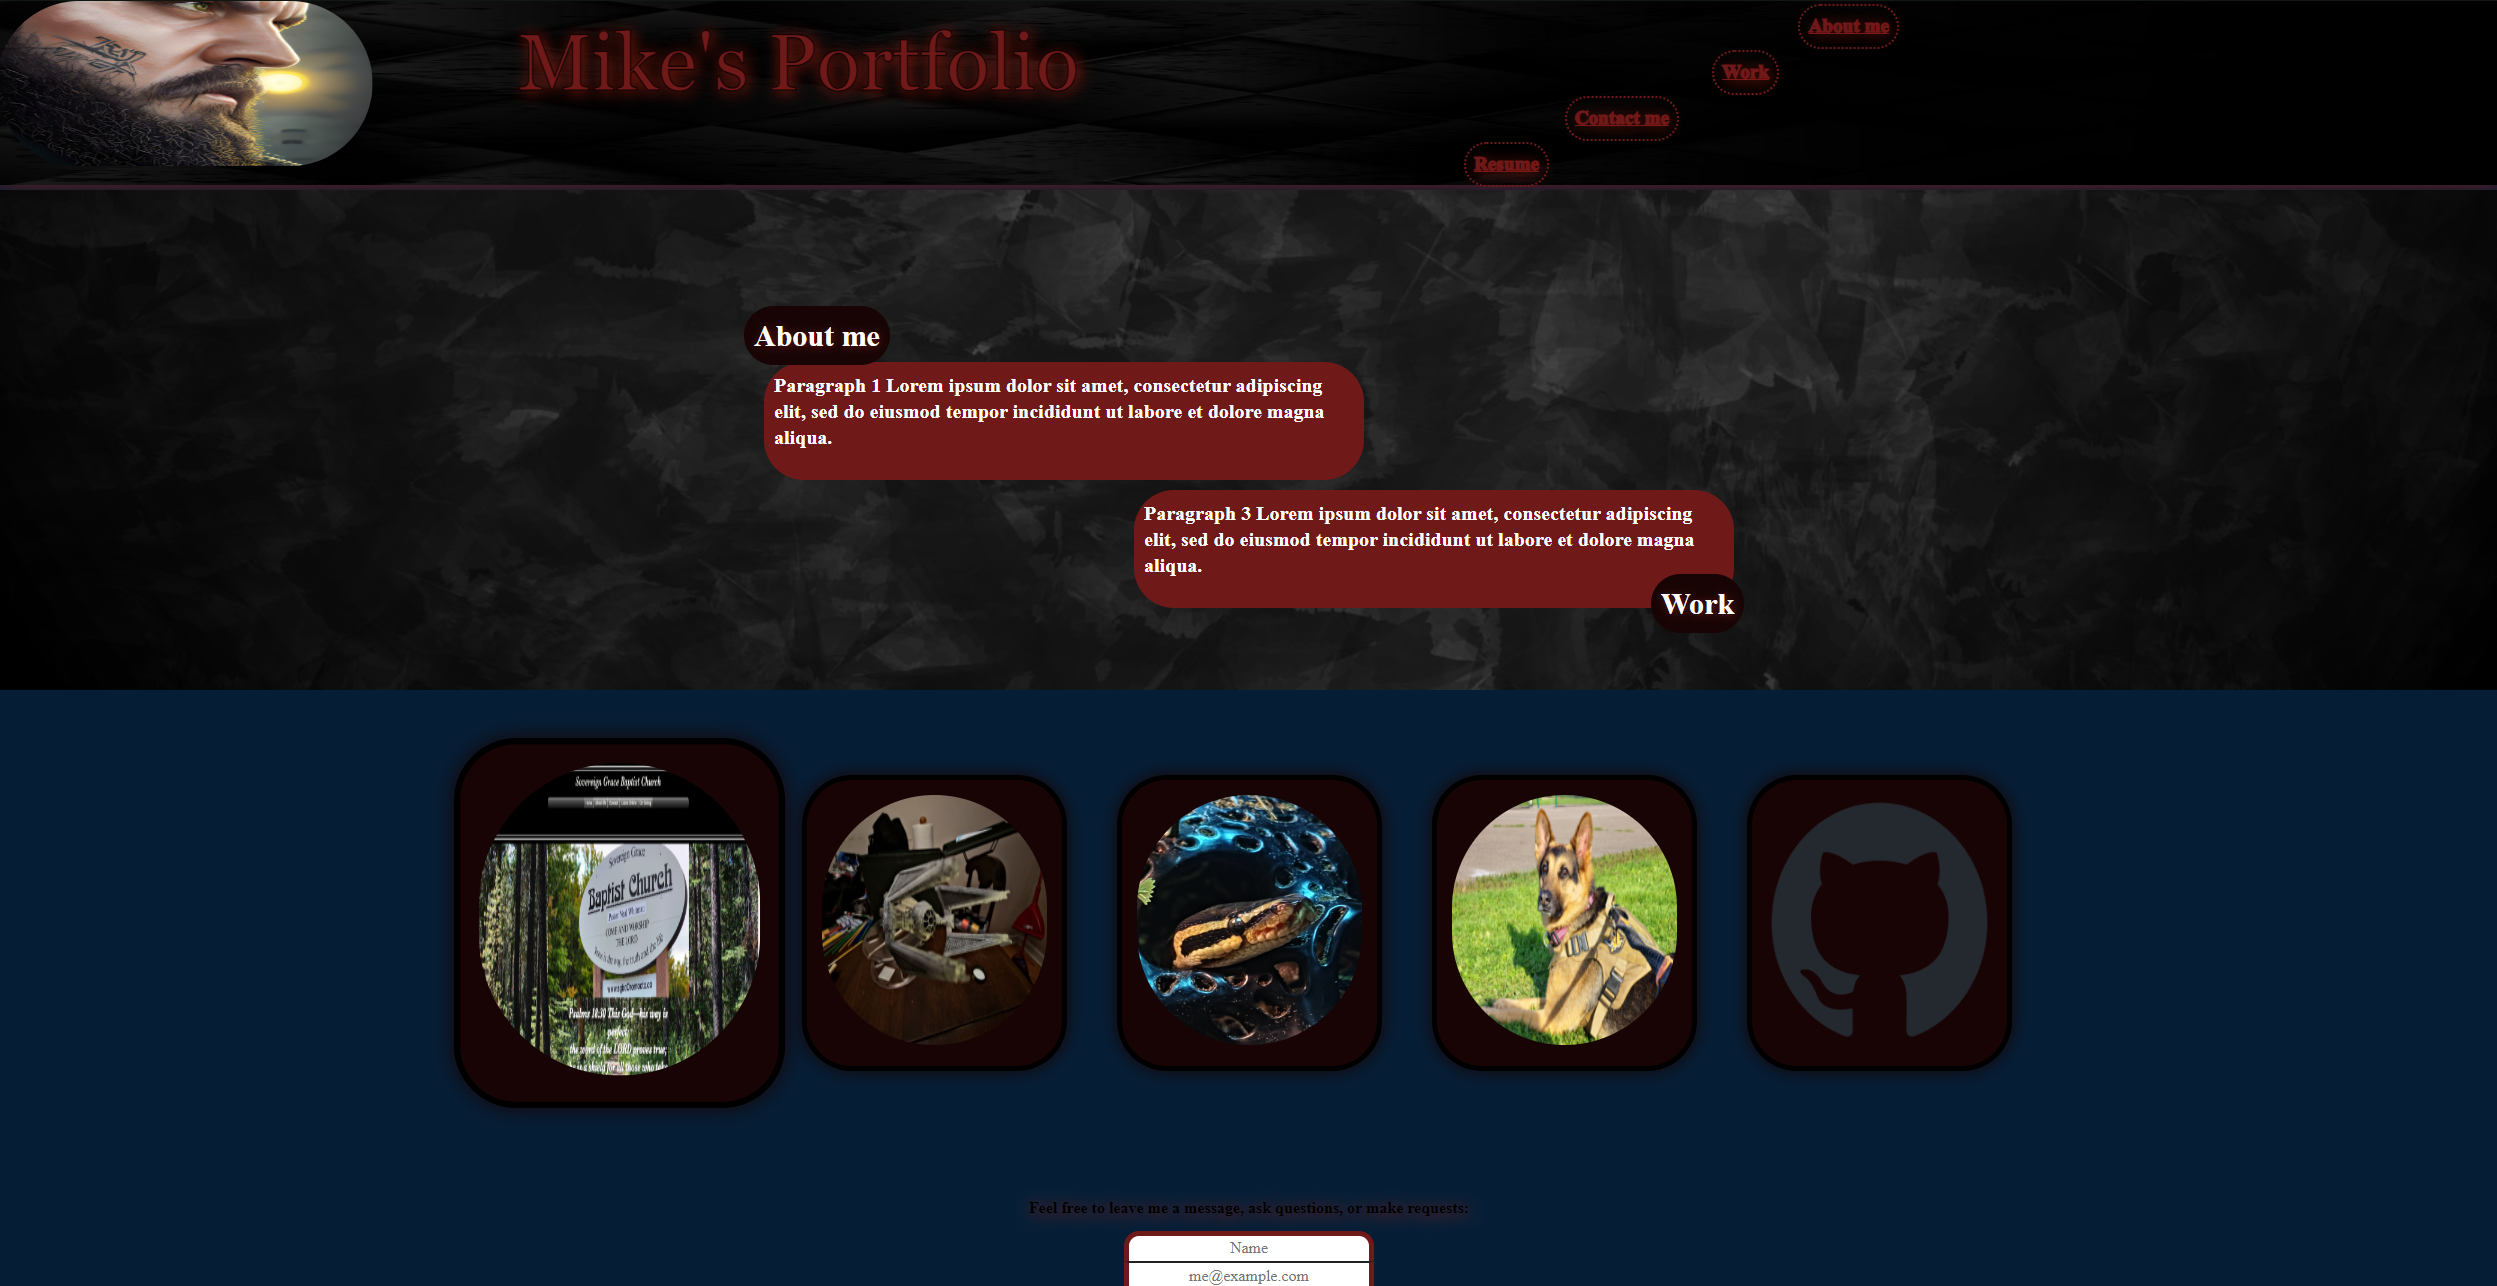 Mike's Portfolio
About me
Work
Contact me
Resume
About me
Paragraph 1 Lorem ipsum dolor sit amet, consectetur adipiscing
elit, sed do eiusmod tempor incididunt ut labore et dolore magna
aliqua.
Paragraph 3 Lorem ipsum dolor sit amet, consectetur adipiscing
elit, sed do eiusmod tempor incididunt ut labore et dolore magna
aliqua.
Work
Sovereign Grace Baptist Church
Sovereign Grace
Baptist Church
COME AND WORSHIP
THE LORD
Psalms 18:30 This God—his way is
perfect;
the word of the LORD proves true;
is a shield for all those who take
Feel free to leave me a message, ask questions, or make requests:
Name
me@example.com